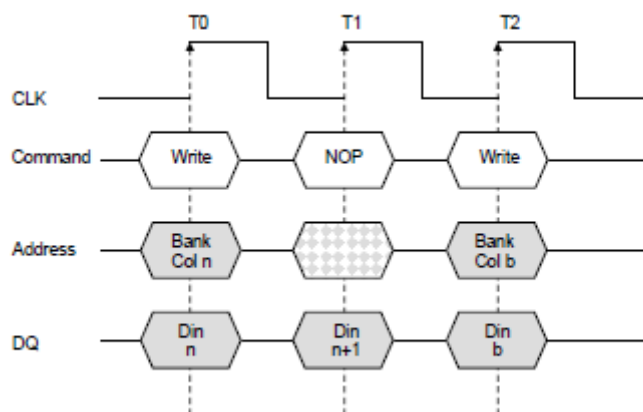 T0 T1 T2
CLK
Command Write NOP Write
Address Bank Col n Bank Col b
DQ Din n Din n+1 Din b